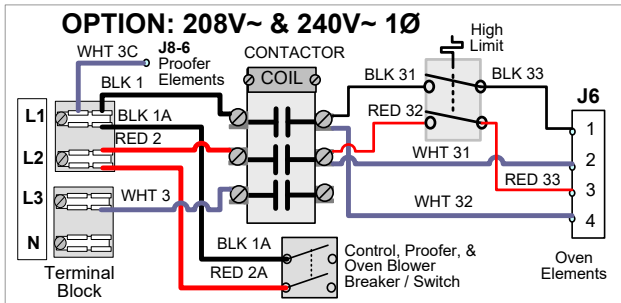 OPTION: 208V~ & 240V~ 1Ø
WHT 3C
J8-6
Proofer
Elements
CONTACTOR
COIL
High
Limit
BLK 1
BLK 31
BLK 33
J6
L1
BLK 1A
RED 32
1
RED 2
L2
WHT 31
2
L3
WHT 3
RED 33
3
WHT 32
4
N
BLK 1A
RED 2A
Control, Proofer, &
Oven Blower
Breaker / Switch
Terminal
Block
Oven
Elements